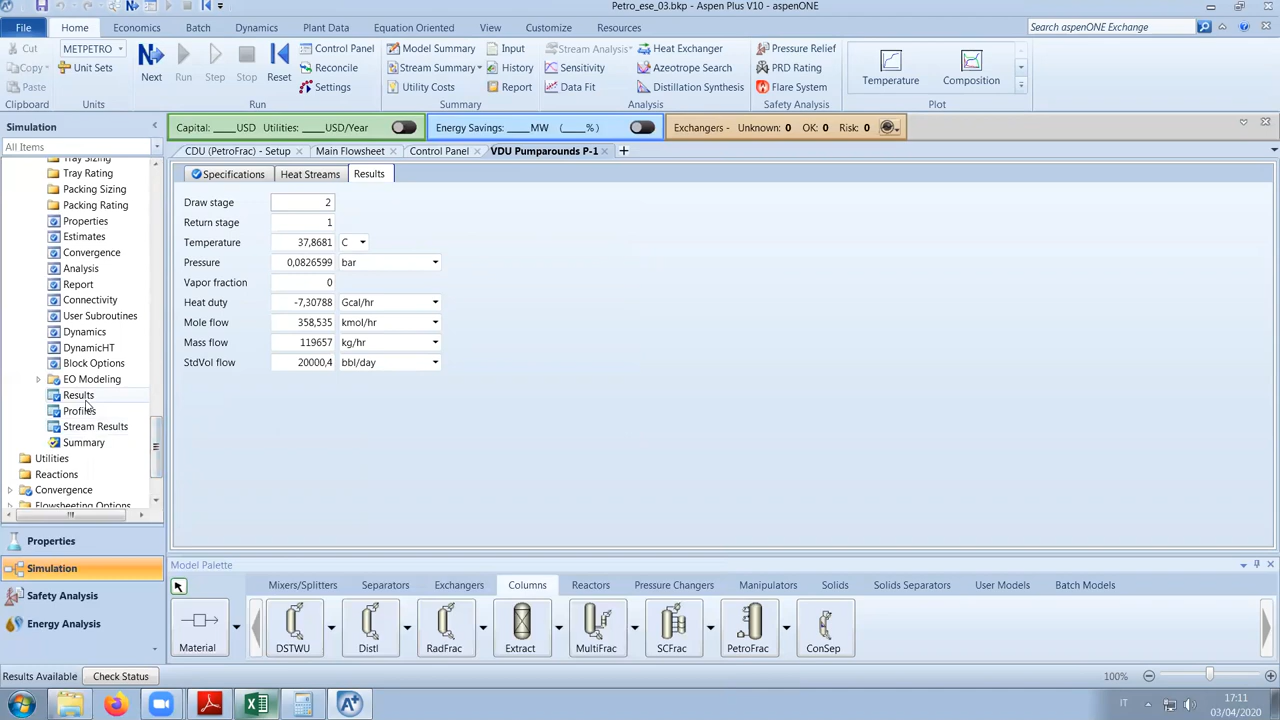 Petro_ese_03.bkp - Aspen Plus V10 - aspenONE
File Home Economics Batch Dynamics Plant Data Equation Oriented View Customize Resources Search aspenONE Exchange
Cut METPETRO Control Panel Model Summary Input Stream Analysis Heat Exchanger Pressure Relief
Copy Unit Sets Next Run Step Stop Reset Reconcile Stream Summary History Sensitivity Azeotrope Search PRD Rating Temperature Composition
Paste Settings Utility Costs Report Data Fit Distillation Synthesis Flare System
Clipboard Units Run Summary Analysis Safety Analysis Plot
Simulation Capital: ____USD Utilities: ____USD/Year Energy Savings: ____MW (____%) Exchangers - Unknown: 0 OK: 0 Risk: 0
All Items CDU (PetroFrac) - Setup Main Flowsheet Control Panel VDU Pumparounds P-1
Tray Sizing
Tray Rating
Packing Sizing
Packing Rating
Properties
Estimates
Convergence
Analysis
Report
Connectivity
User Subroutines
Dynamics
DynamicHT
Block Options
EO Modeling
Results
Profiles
Stream Results
Summary
Utilities
Reactions
Convergence
Flowsheeting Options
Properties
Simulation
Safety Analysis
Energy Analysis
Specifications Heat Streams Results
Draw stage 2
Return stage 1
Temperature 37,8681 C
Pressure 0,0826599 bar
Vapor fraction 0
Heat duty -7,30788 Gcal/hr
Mole flow 358,535 kmol/hr
Mass flow 119657 kg/hr
StdVol flow 20000,4 bbl/day
Model Palette
Mixers/Splitters Separators Exchangers Columns Reactors Pressure Changers Manipulators Solids Solids Separators User Models Batch Models
Material DSTWU Distl RadFrac Extract MultiFrac SCFrac PetroFrac ConSep
Results Available Check Status 100%
IT 17:11
03/04/2020